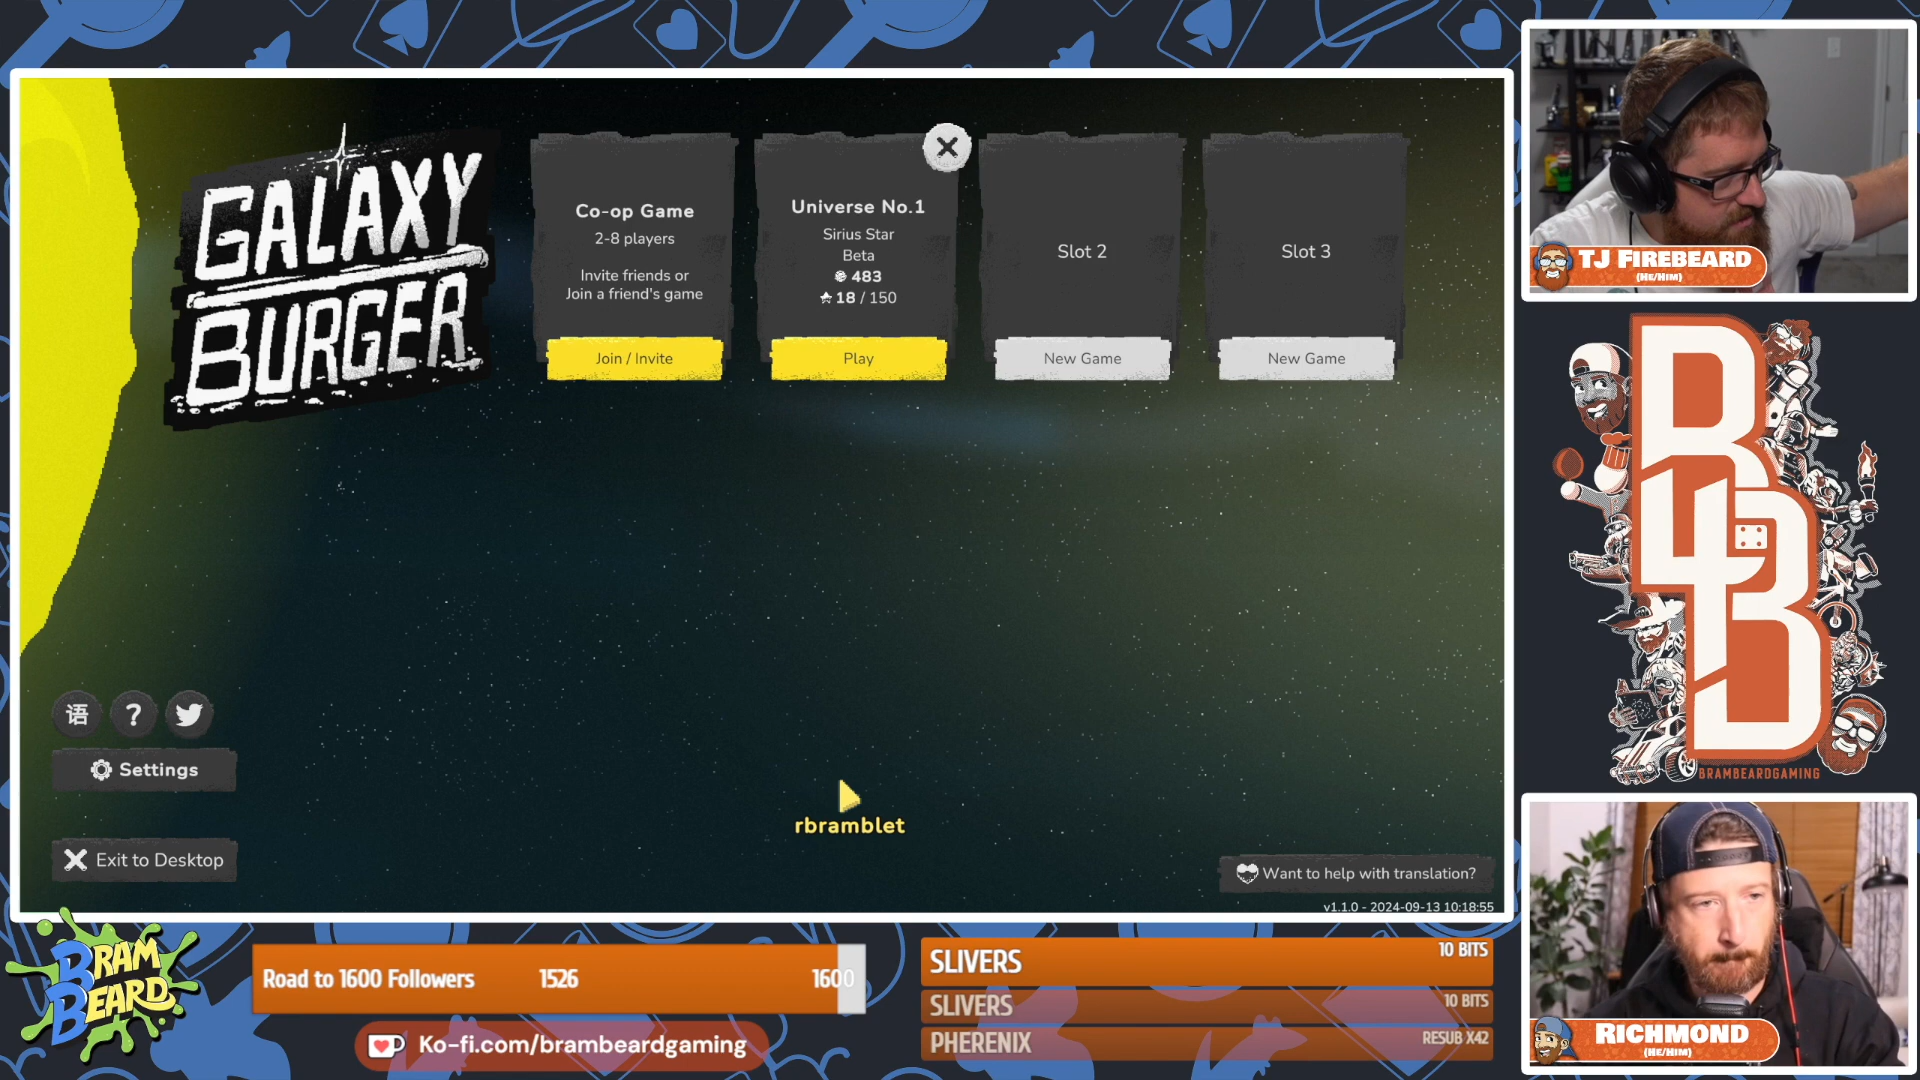 GALAXY
BURGER
Co-op Game
2-8 players
Invite friends or
Join a friend's game
Join / Invite
Universe No.1
Sirius Star
Beta
483
18 / 150
Play
Slot 2
New Game
Slot 3
New Game
语
?
Settings
Exit to Desktop
rbramblet
Want to help with translation?
v1.1.0 - 2024-09-13 10:18:55
TJ FIREBEARD
(HE/HIM)
B4B
BRAMBEARDGAMING
RICHMOND
(HE/HIM)
BRAM
BEARD
Road to 1600 Followers 1526 1600
Ko-fi.com/brambeardgaming
SLIVERS 10 BITS
SLIVERS 10 BITS
PHERENIX RESUB X42